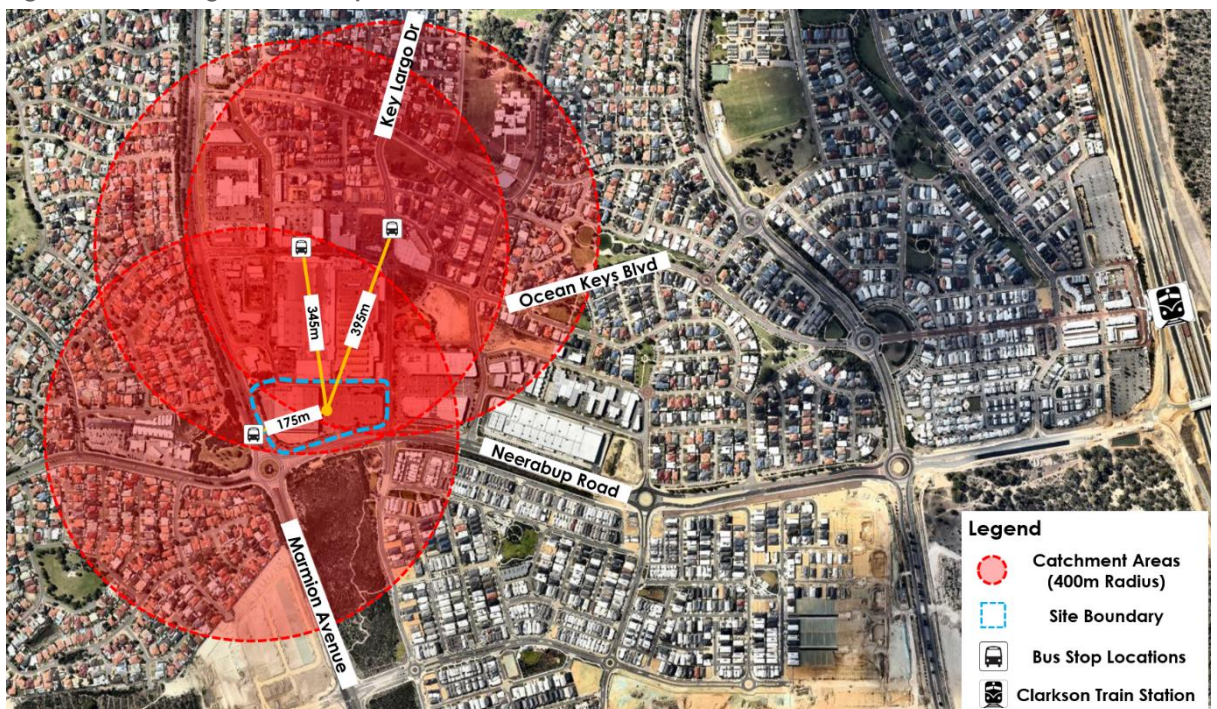 Key Largo Dr
Ocean Keys Blvd
345m
395m
175m
Neerabup Road
Marmion Avenue
Legend
Catchment Areas
(400m Radius)
Site Boundary
Bus Stop Locations
Clarkson Train Station